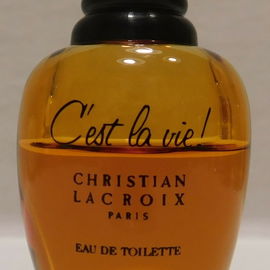 C'est la vie!
CHRISTIAN
LACROIX
PARIS
EAU DE TOILETTE